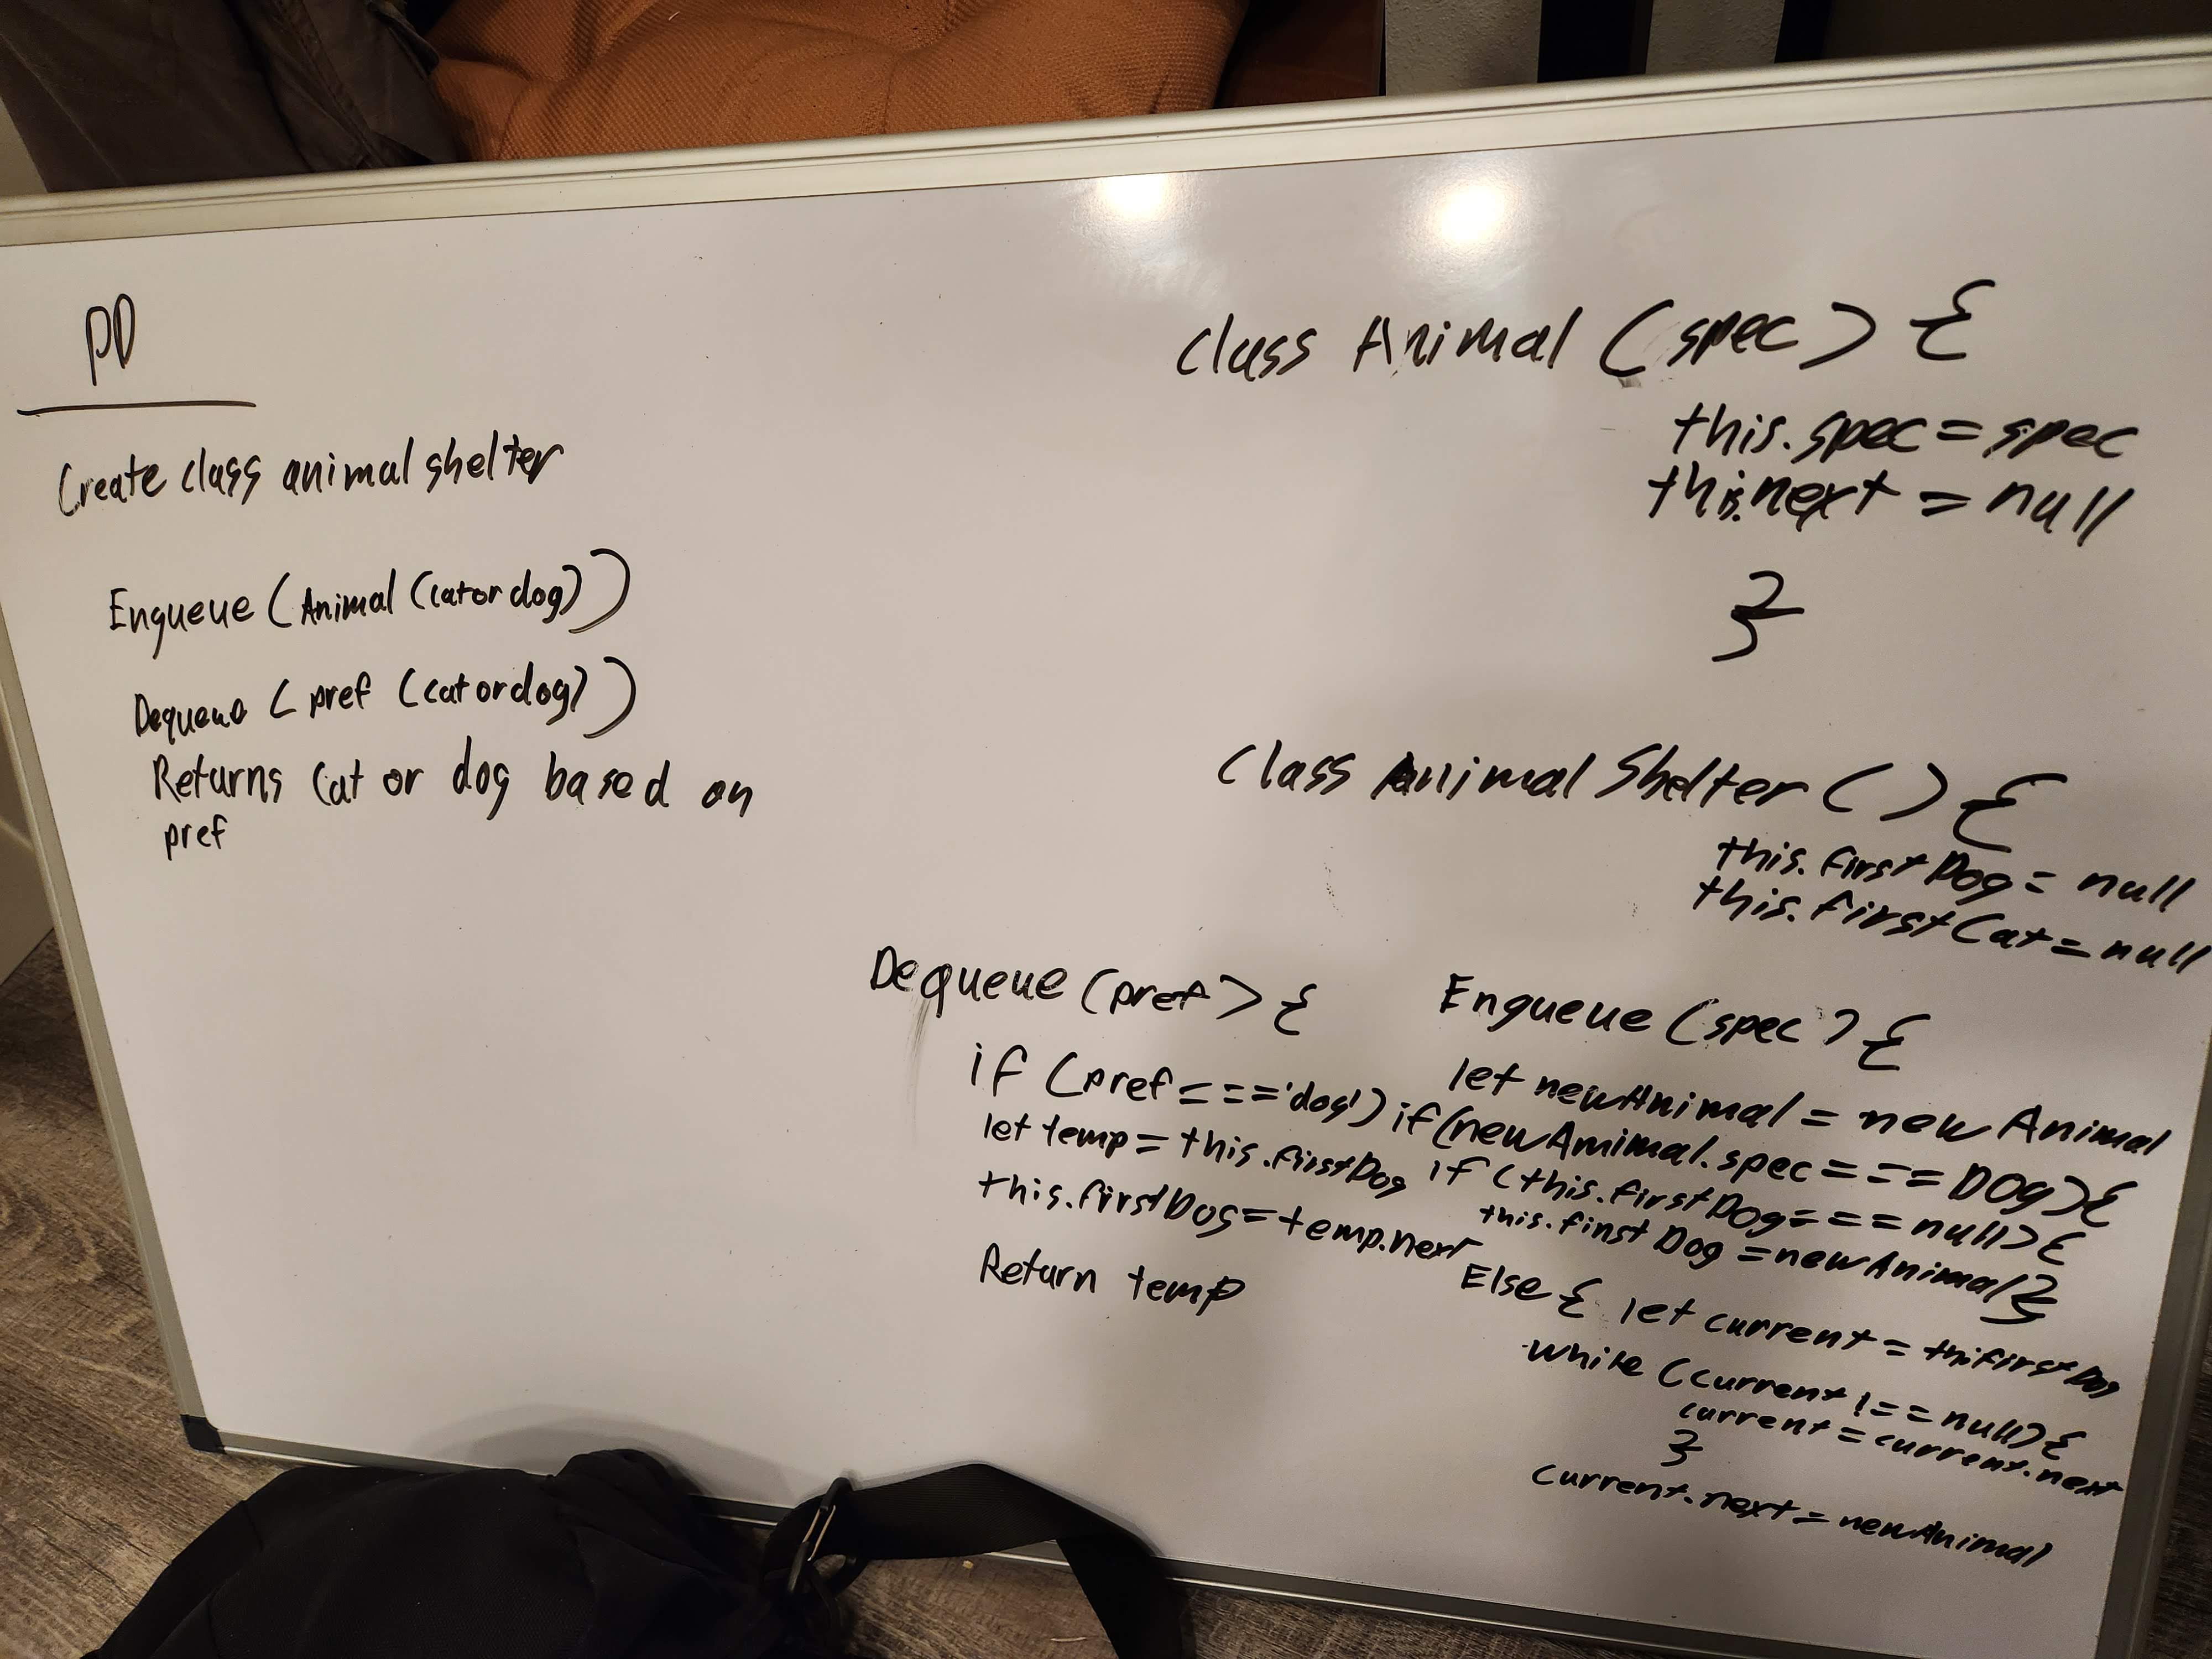 PD
Create class animal shelter
Enqueue (Animal (cat or dog))
Dequeue (pref (cat or dog))
Returns Cat or dog based on
pref
class Animal (spec) {
this.spec = spec
this.next = null
}
Class Animal Shelter () {
this.firstDog = null
this.firstCat = null
Dequeue (pref) {
if (pref === 'dog')
let temp = this.firstDog
this.firstDog = temp.next
Return temp
Enqueue (spec) {
let newAnimal = new Animal
if (newAmimal.spec === Dog) {
if (this.firstDog === null) {
this.first Dog = newAnimal}
Else { let current = thifirst Dog
while (current !== null) {
current = current.next
}
current.next = newAnimal